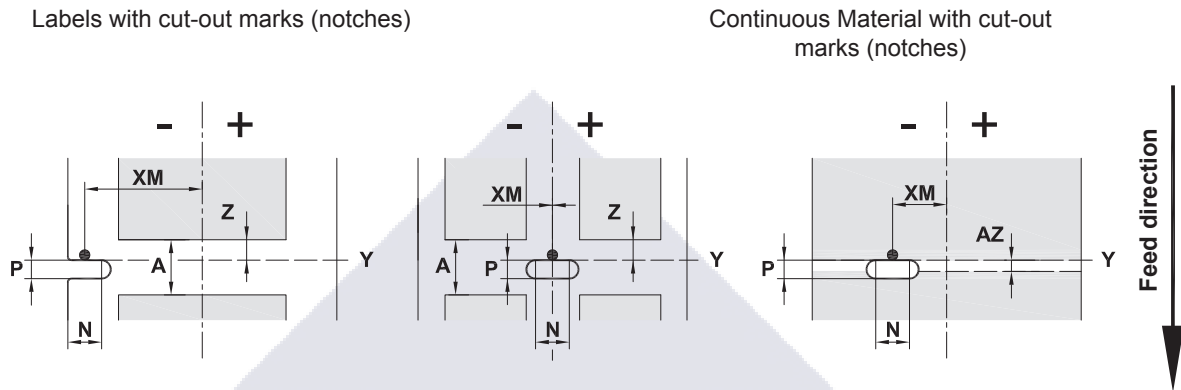 Labels with cut-out marks (notches)
Continuous Material with cut-out
marks (notches)
- +
- +
- +
XM
XM
XM
Z
Z
AZ
P
A
Y
A
P
Y
P
Y
N
N
N
Feed direction